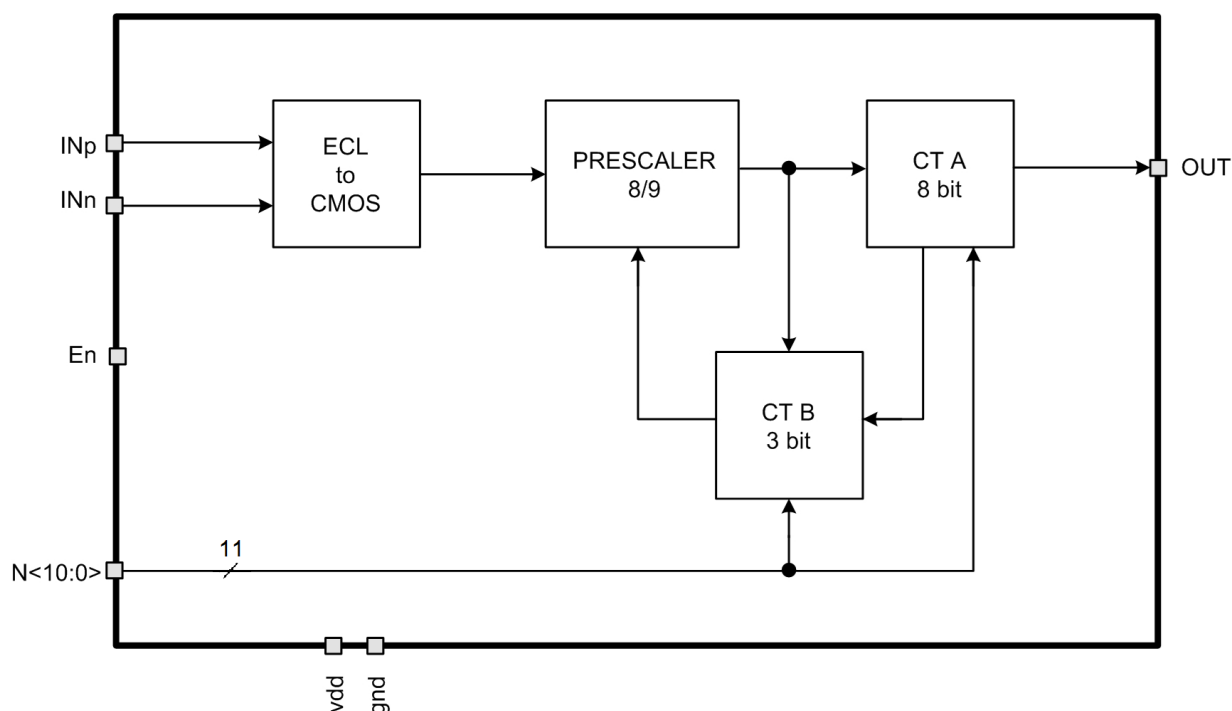 INp
INn
En
N<10:0>
11
ECL
to
CMOS
PRESCALER
8/9
CT A
8 bit
OUT
CT B
3 bit
vdd
gnd